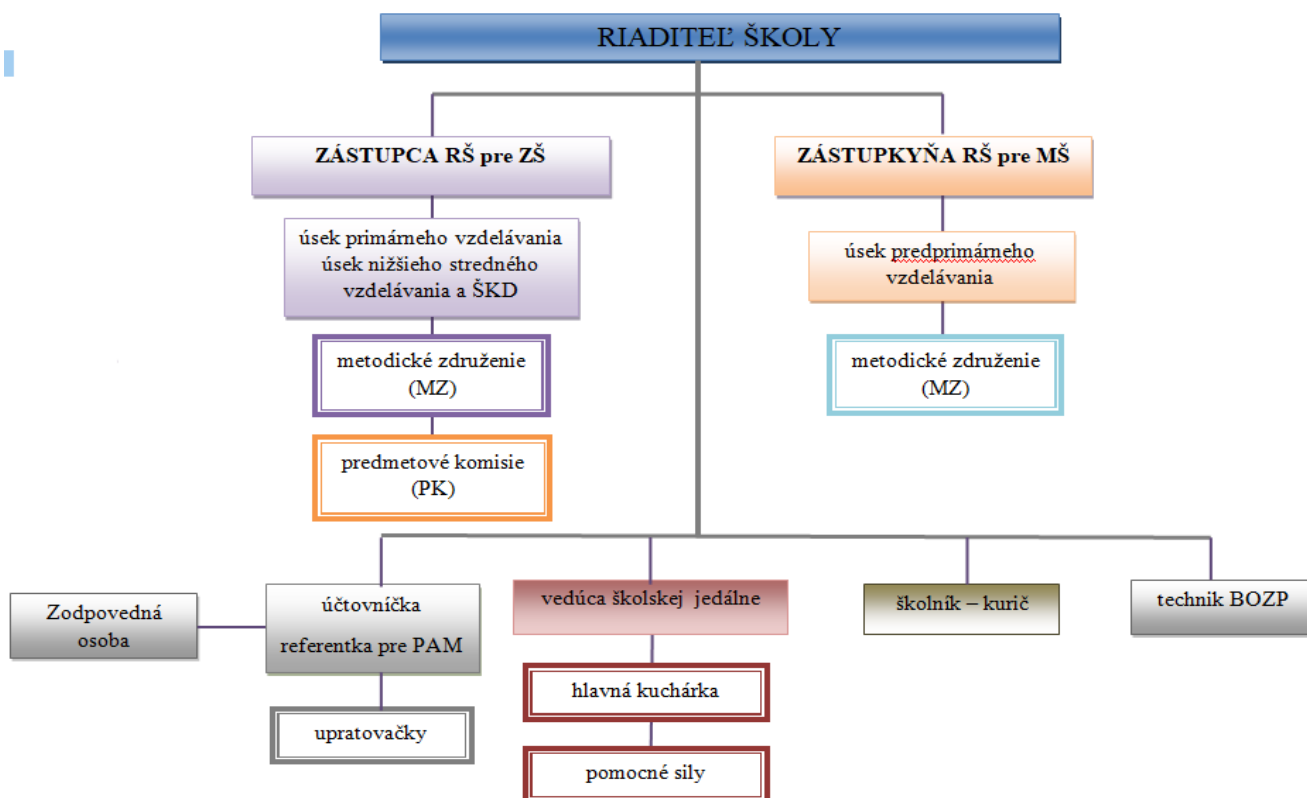 RIADITEĽ ŠKOLY
ZÁSTUPCA RŠ pre ZŠ
ZÁSTUPKYŇA RŠ pre MŠ
úsek primárneho vzdelávania
úsek nižšieho stredného
vzdelávania a ŠKD
úsek predprimárneho
vzdelávania
metodické združenie
(MZ)
metodické združenie
(MZ)
predmetové komisie
(PK)
Zodpovedná
osoba
účtovníčka
referentka pre PAM
vedúca školskej jedálne
školník – kurič
technik BOZP
upratovačky
hlavná kuchárka
pomocné sily